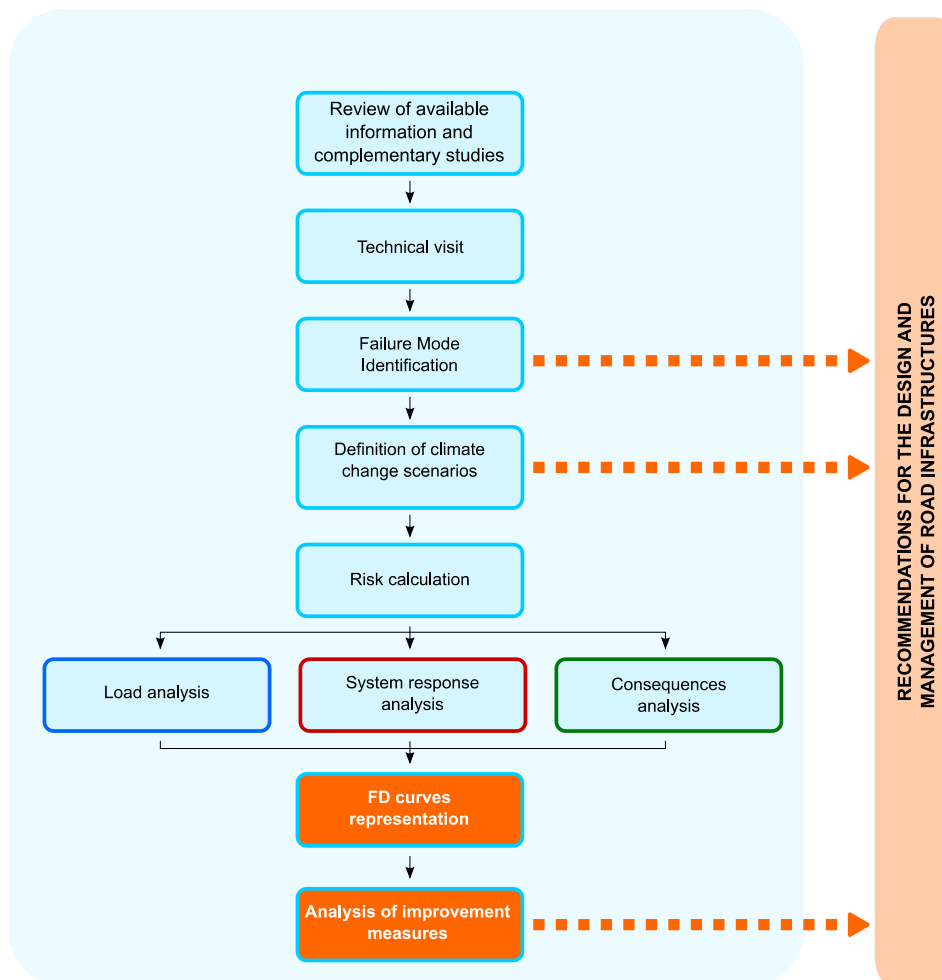 Review of available
information and
complementary studies
Technical visit
Failure Mode
Identification
Definition of climate
change scenarios
Risk calculation
Load analysis
System response
analysis
Consequences
analysis
FD curves
representation
Analysis of improvement
measures
RECOMMENDATIONS FOR THE DESIGN AND
MANAGEMENT OF ROAD INFRASTRUCTURES